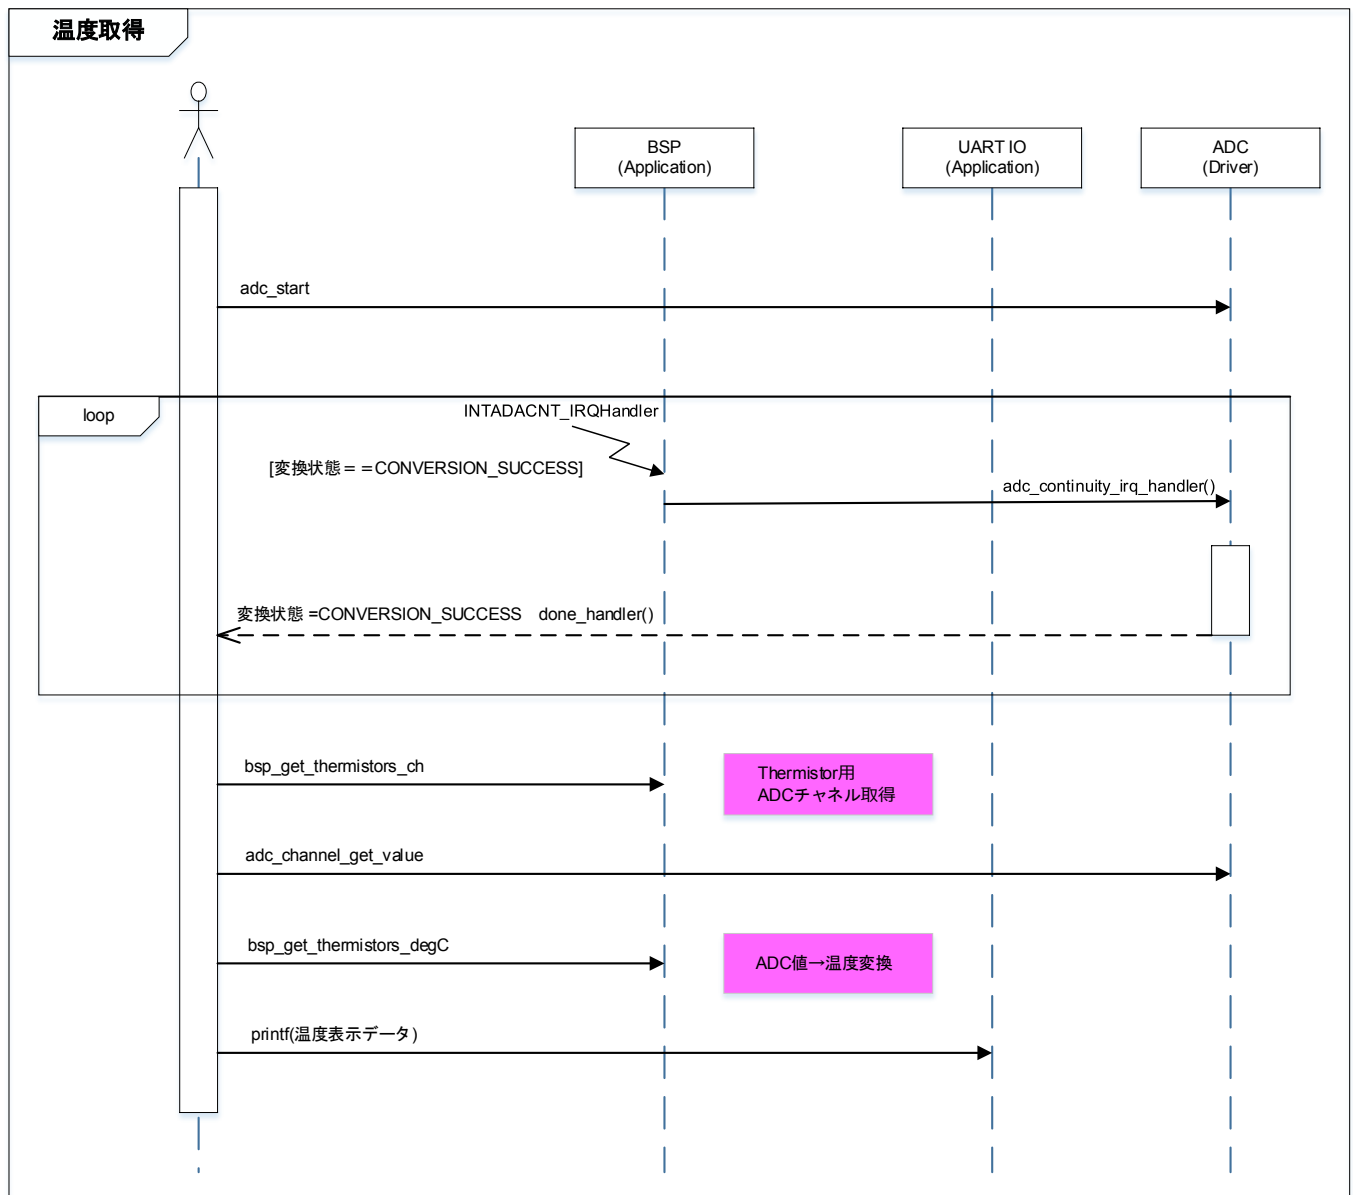 温度取得
BSP
(Application)
UART IO
(Application)
ADC
(Driver)
adc_start
loop
INTADACNT_IRQHandler
[変換状態＝＝CONVERSION_SUCCESS]
adc_continuity_irq_handler()
変換状態 =CONVERSION_SUCCESS done_handler()
bsp_get_thermistors_ch
Thermistor用
ADCチャネル取得
adc_channel_get_value
bsp_get_thermistors_degC
ADC値→温度変換
printf(温度表示データ)